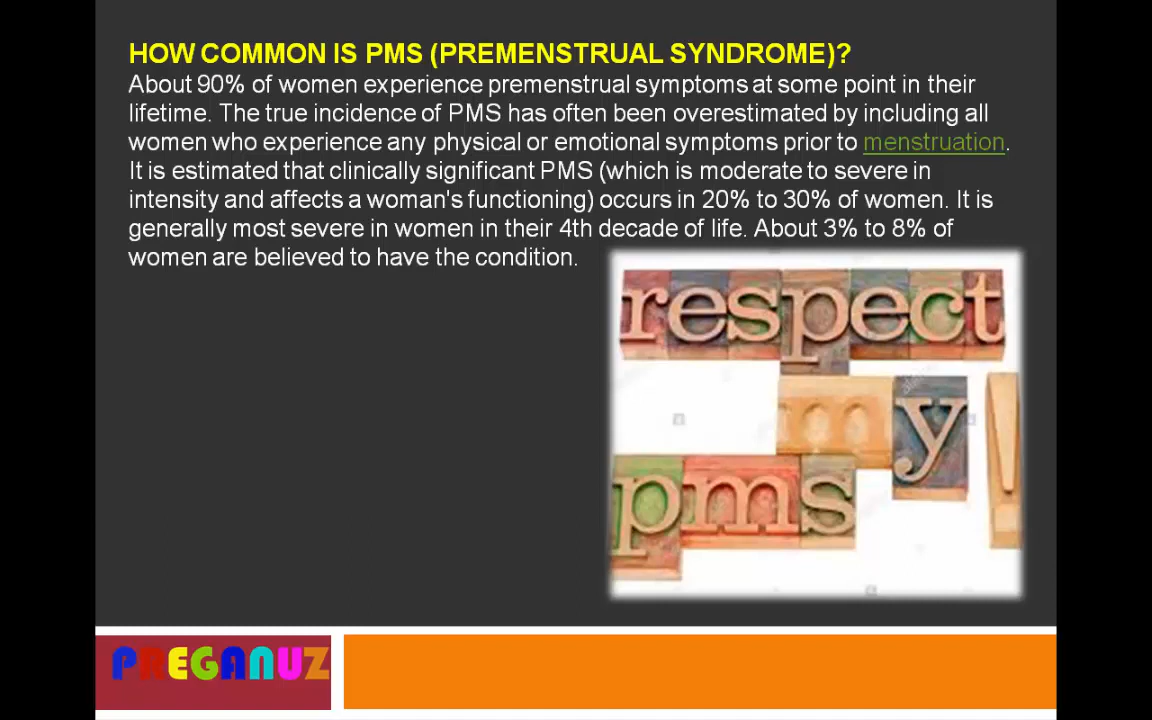 HOW COMMON IS PMS (PREMENSTRUAL SYNDROME)?
About 90% of women experience premenstrual symptoms at some point in their
lifetime. The true incidence of PMS has often been overestimated by including all
women who experience any physical or emotional symptoms prior to menstruation.
It is estimated that clinically significant PMS (which is moderate to severe in
intensity and affects a woman's functioning) occurs in 20% to 30% of women. It is
generally most severe in women in their 4th decade of life. About 3% to 8% of
women are believed to have the condition.
respect
my!
pms
PREGANUZ